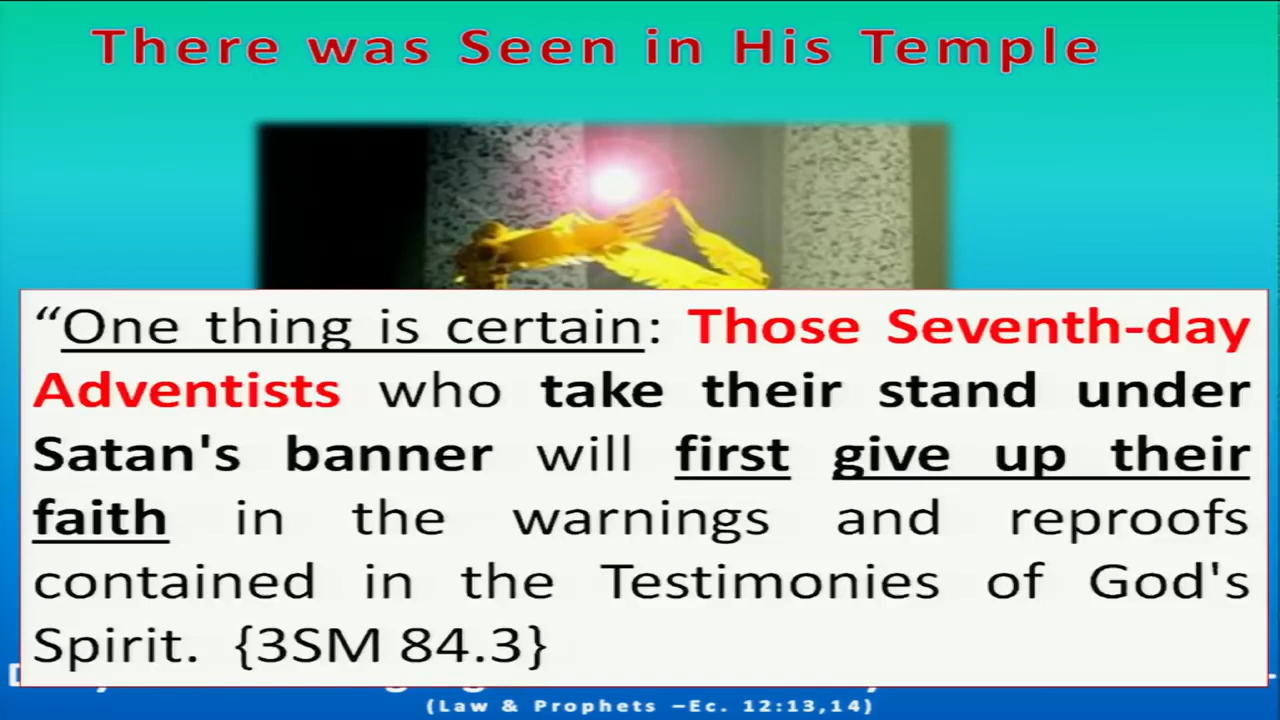 There was Seen in His Temple
“One thing is certain: Those Seventh-day
Adventists who take their stand under
Satan's banner will first give up their
faith in the warnings and reproofs
contained in the Testimonies of God's
Spirit. {3SM 84.3}
(Law & Prophets –Ec. 12:13,14)